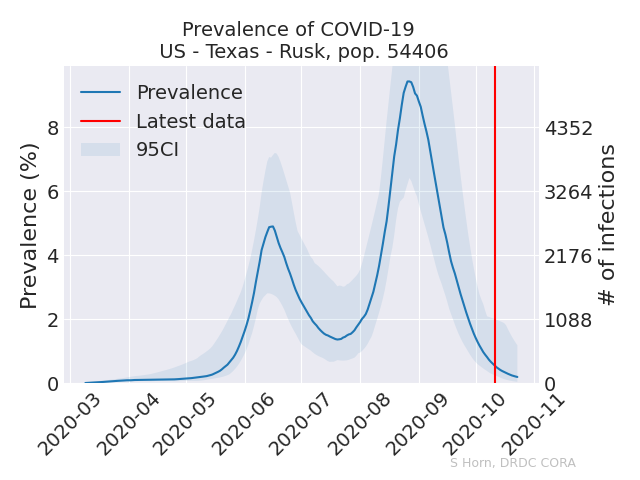 Prevalence of COVID-19
US - Texas - Rusk, pop. 54406
Prevalence
Latest data
95CI
Prevalence (%)
8
6
4
2
0
4352
3264
2176
1088
0
# of infections
2020-03
2020-04
2020-05
2020-06
2020-07
2020-08
2020-09
2020-10
2020-11
S Horn, DRDC CORA